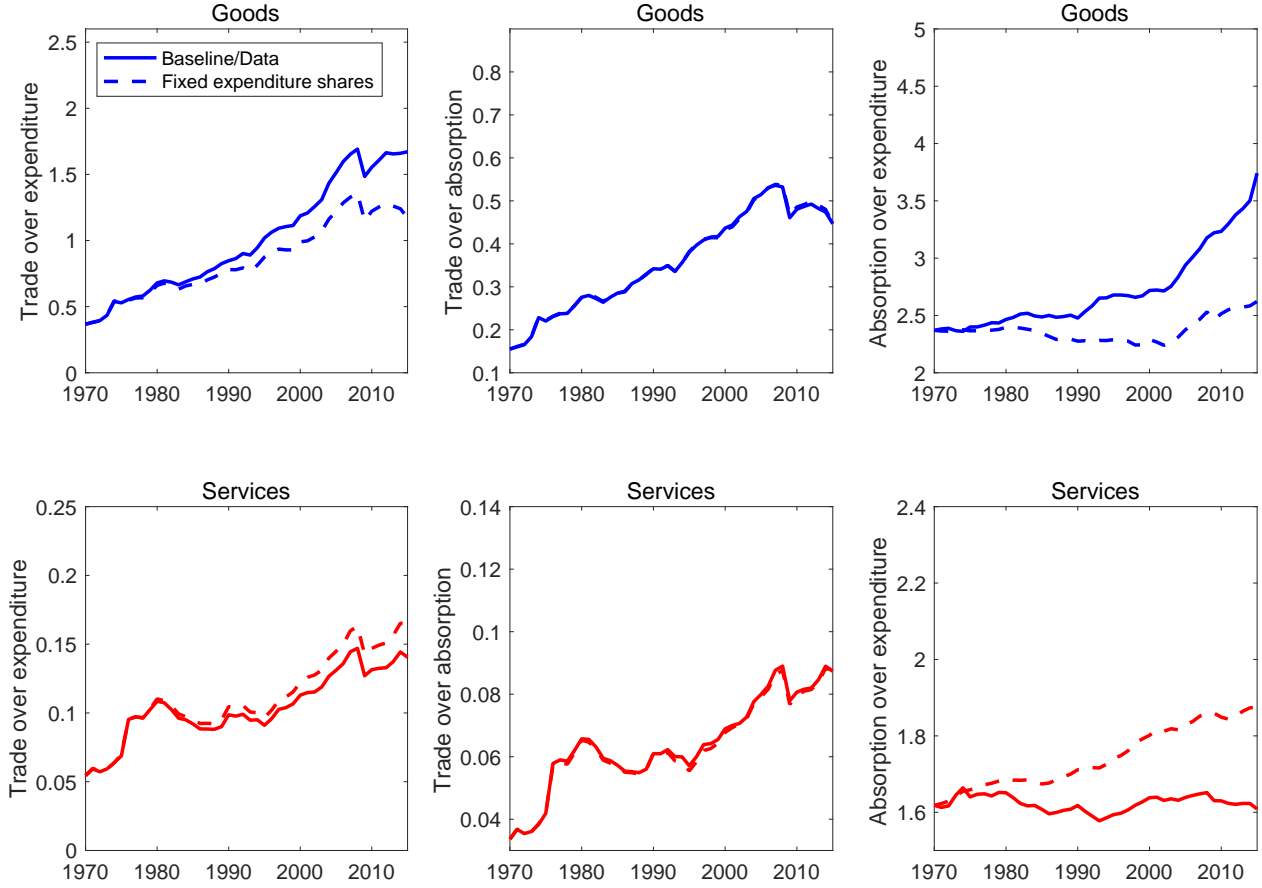 Goods
Trade over expenditure
2.5
2
1.5
1
0.5
0
1970 1980 1990 2000 2010
Baseline/Data
Fixed expenditure shares
Goods
Trade over absorption
0.8
0.7
0.6
0.5
0.4
0.3
0.2
0.1
1970 1980 1990 2000 2010
Goods
Absorption over expenditure
5
4.5
4
3.5
3
2.5
2
1970 1980 1990 2000 2010
Services
Trade over expenditure
0.25
0.2
0.15
0.1
0.05
0
1970 1980 1990 2000 2010
Services
Trade over absorption
0.14
0.12
0.1
0.08
0.06
0.04
1970 1980 1990 2000 2010
Services
Absorption over expenditure
2.4
2.2
2
1.8
1.6
1970 1980 1990 2000 2010